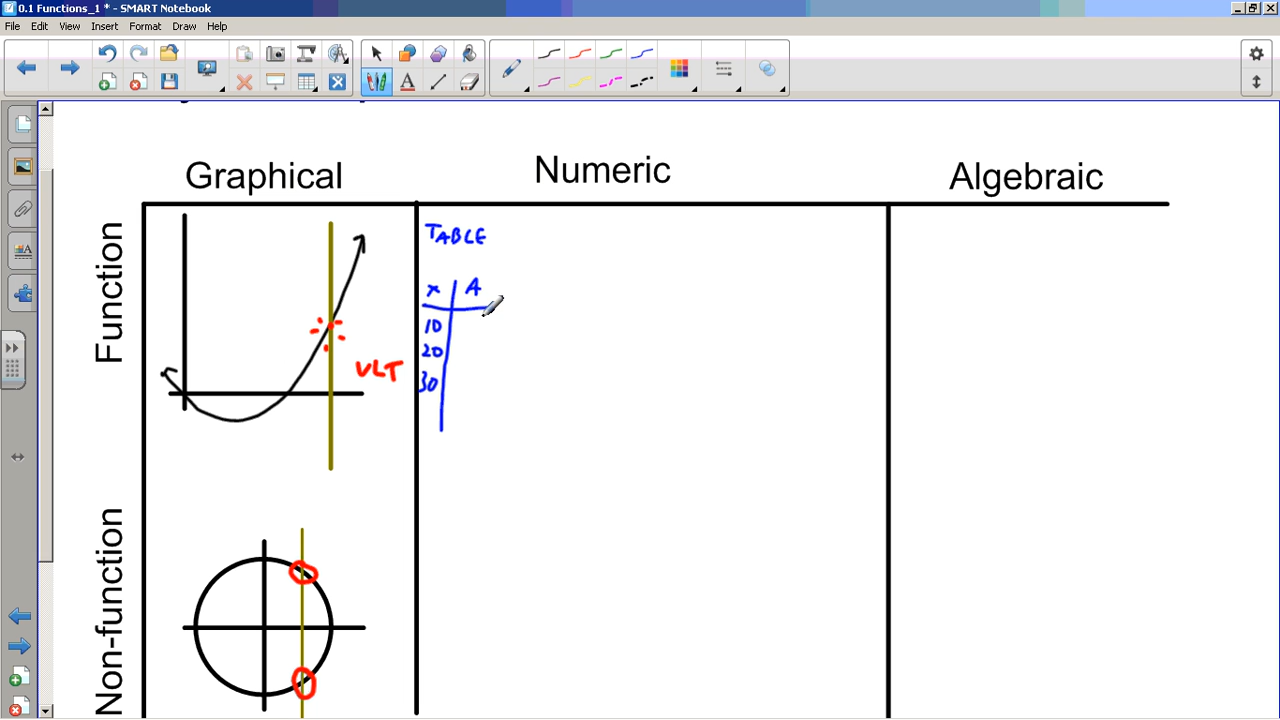 0.1 Functions_1 * - SMART Notebook
File Edit View Insert Format Draw Help
Graphical Numeric Algebraic
Function
TABLE
x A
10
20
30
VLT
Non-function